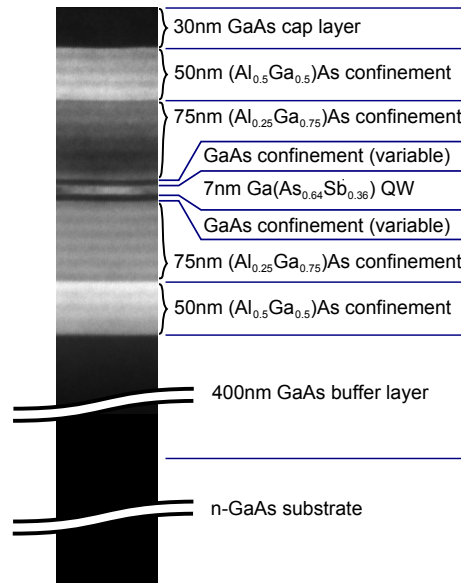 30nm GaAs cap layer
50nm (Al₀.₅Ga₀.₅)As confinement
75nm (Al₀.₂₅Ga₀.₇₅)As confinement
GaAs confinement (variable)
7nm Ga(As₀.₆₄Sb₀.₃₆) QW
GaAs confinement (variable)
75nm (Al₀.₂₅Ga₀.₇₅)As confinement
50nm (Al₀.₅Ga₀.₅)As confinement
400nm GaAs buffer layer
n-GaAs substrate